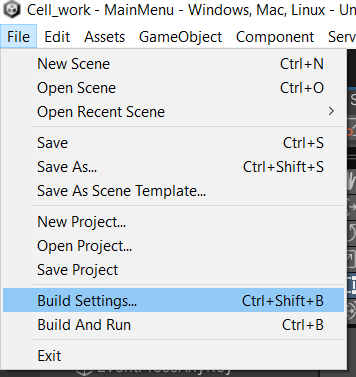 Cell_work - MainMenu - Windows, Mac, Linux - Un
File Edit Assets GameObject Component Serv
New Scene Ctrl+N
Open Scene Ctrl+O
Open Recent Scene
Save Ctrl+S
Save As... Ctrl+Shift+S
Save As Scene Template...
New Project...
Open Project...
Save Project
Build Settings... Ctrl+Shift+B
Build And Run Ctrl+B
Exit